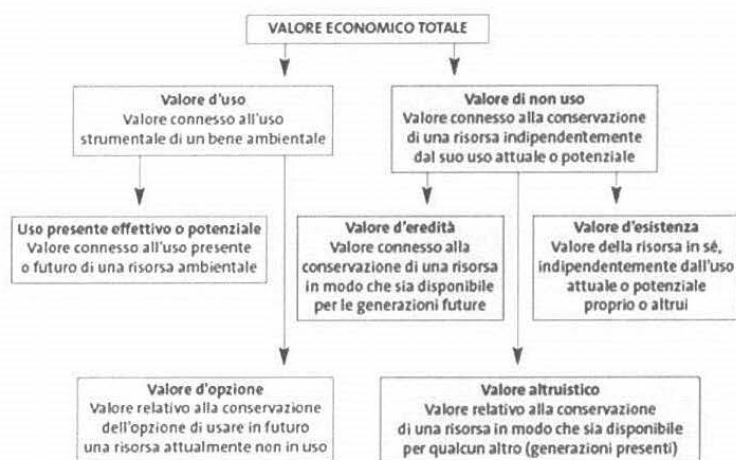 VALORE ECONOMICO TOTALE
Valore d'uso
Valore connesso all'uso
strumentale di un bene ambientale
Valore di non uso
Valore connesso alla conservazione
di una risorsa indipendentemente
dal suo uso attuale o potenziale
Uso presente effettivo o potenziale
Valore connesso all'uso presente
o futuro di una risorsa ambientale
Valore d'eredità
Valore connesso alla
conservazione di una risorsa
in modo che sia disponibile
per le generazioni future
Valore d'esistenza
Valore della risorsa in sé,
indipendentemente dall'uso
attuale o potenziale
proprio o altrui
Valore d'opzione
Valore relativo alla conservazione
dell'opzione di usare in futuro
una risorsa attualmente non in uso
Valore altruistico
Valore relativo alla conservazione
di una risorsa in modo che sia disponibile
per qualcun altro (generazioni presenti)